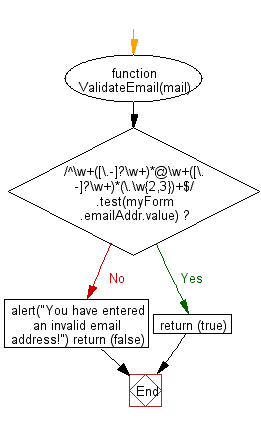 function
ValidateEmail(mail)
/^\w+([\.-]?\w+)*@\w+([\.
-]?\w+)*(\.\w{2,3})+$/
.test(myForm
.emailAddr.value) ?
No
Yes
alert("You have entered
an invalid email
address!") return (false)
return (true)
End